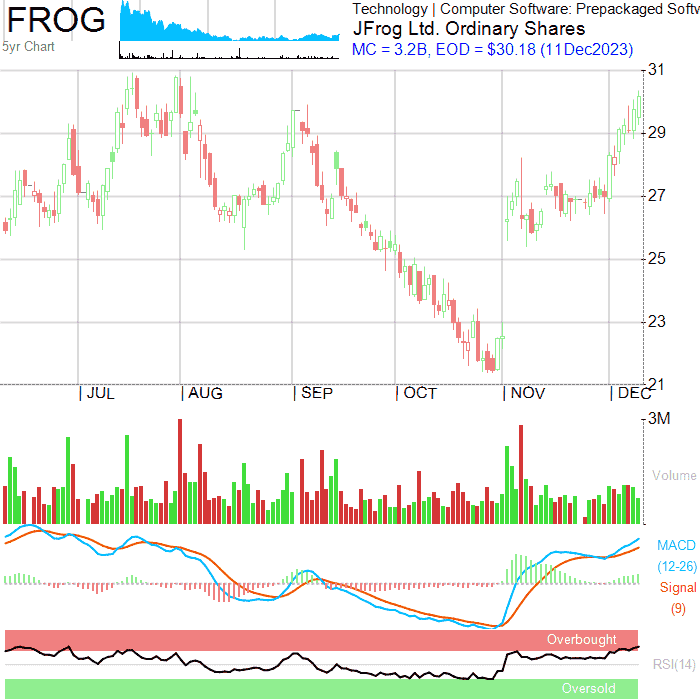 FROG
5yr Chart
Technology | Computer Software: Prepackaged Softw
JFrog Ltd. Ordinary Shares
MC = 3.2B, EOD = $30.18 (11Dec2023)
31
29
27
25
23
21
JUL AUG SEP OCT NOV DEC
3M
Volume
MACD
(12-26)
Signal
(9)
Overbought
RSI(14)
Oversold